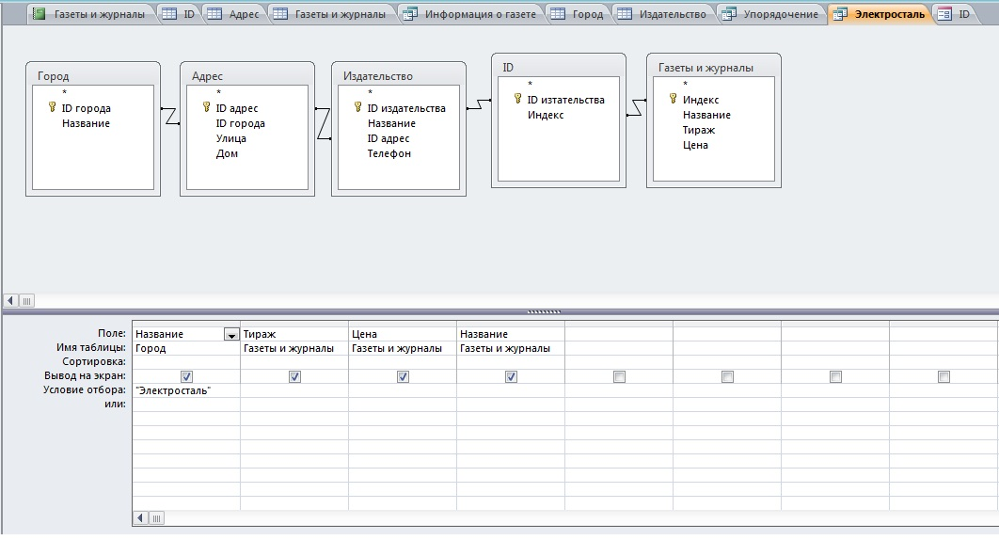 Газеты и журналы ID Адрес Газеты и журналы Информация о газете Город Издательство Упорядочение Электросталь ID
Город
*
ID города
Название
Адрес
*
ID адрес
ID города
Улица
Дом
Издательство
*
ID издательства
Название
ID адрес
Телефон
ID
*
ID изтательства
Индекс
Газеты и журналы
*
Индекс
Название
Тираж
Цена
Поле: Название Тираж Цена Название
Имя таблицы: Город Газеты и журналы Газеты и журналы Газеты и журналы
Сортировка:
Вывод на экран:
Условие отбора: "Электросталь"
или: